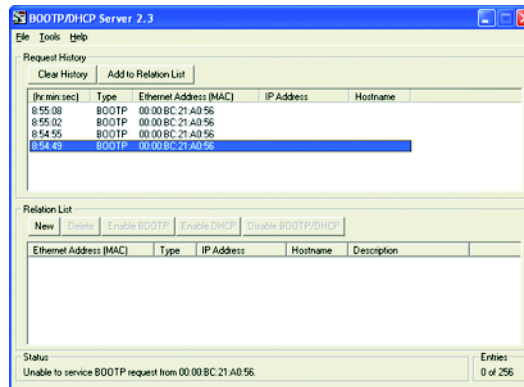 BOOTP/DHCP Server 2.3
File Tools Help
Request History
Clear History Add to Relation List
(hr:min:sec) Type Ethernet Address (MAC) IP Address Hostname
8:55:08 BOOTP 00:00:BC:21:A0:56
8:55:02 BOOTP 00:00:BC:21:A0:56
8:54:55 BOOTP 00:00:BC:21:A0:56
8:54:49 BOOTP 00:00:BC:21:A0:56
Relation List
New Delete Enable BOOTP Enable DHCP Disable BOOTP/DHCP
Ethernet Address (MAC) Type IP Address Hostname Description
Status
Unable to service BOOTP request from 00:00:BC:21:A0:56.
Entries
0 of 256